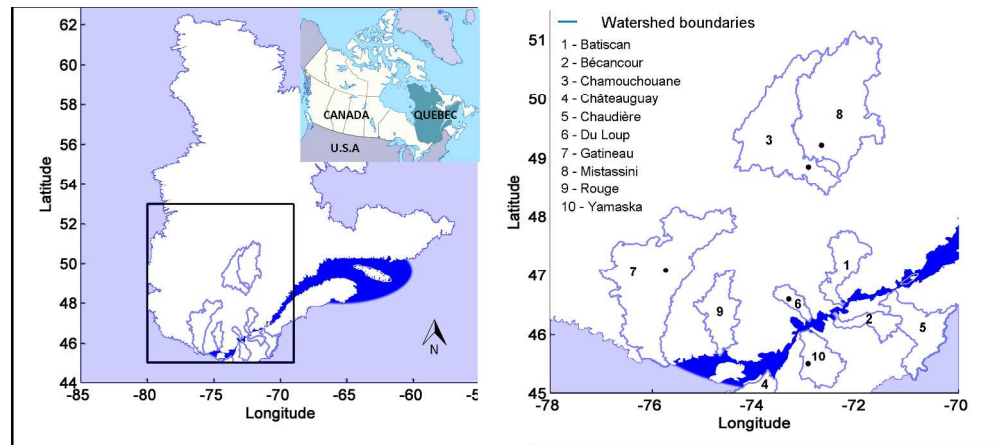 62
60
58
56
54
52
50
48
46
44
-85
-80
-75
-70
-65
-60
-55
Latitude
Longitude
CANADA
QUEBEC
U.S.A
N
Watershed boundaries
1 - Batiscan
2 - Bécancour
3 - Chamouchouane
4 - Châteauguay
5 - Chaudière
6 - Du Loup
7 - Gatineau
8 - Mistassini
9 - Rouge
10 - Yamaska
51
50
49
48
47
46
45
-78
-76
-74
-72
-70
Latitude
Longitude
8
3
7
1
6
9
2
5
10
4